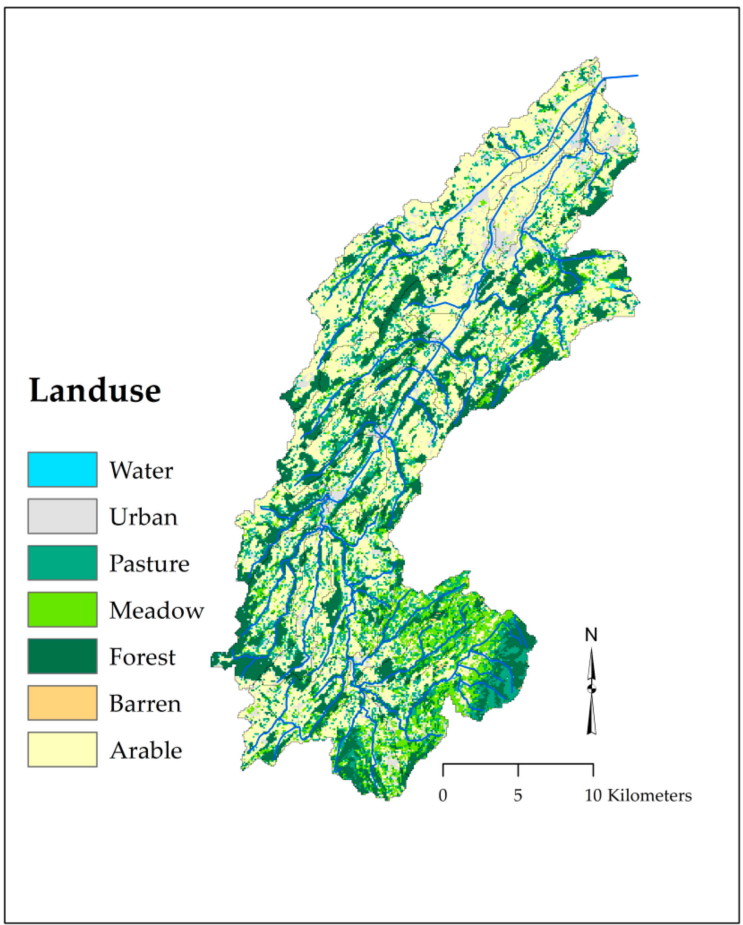 Landuse
Water
Urban
Pasture
Meadow
Forest
Barren
Arable
N
0 5 10 Kilometers